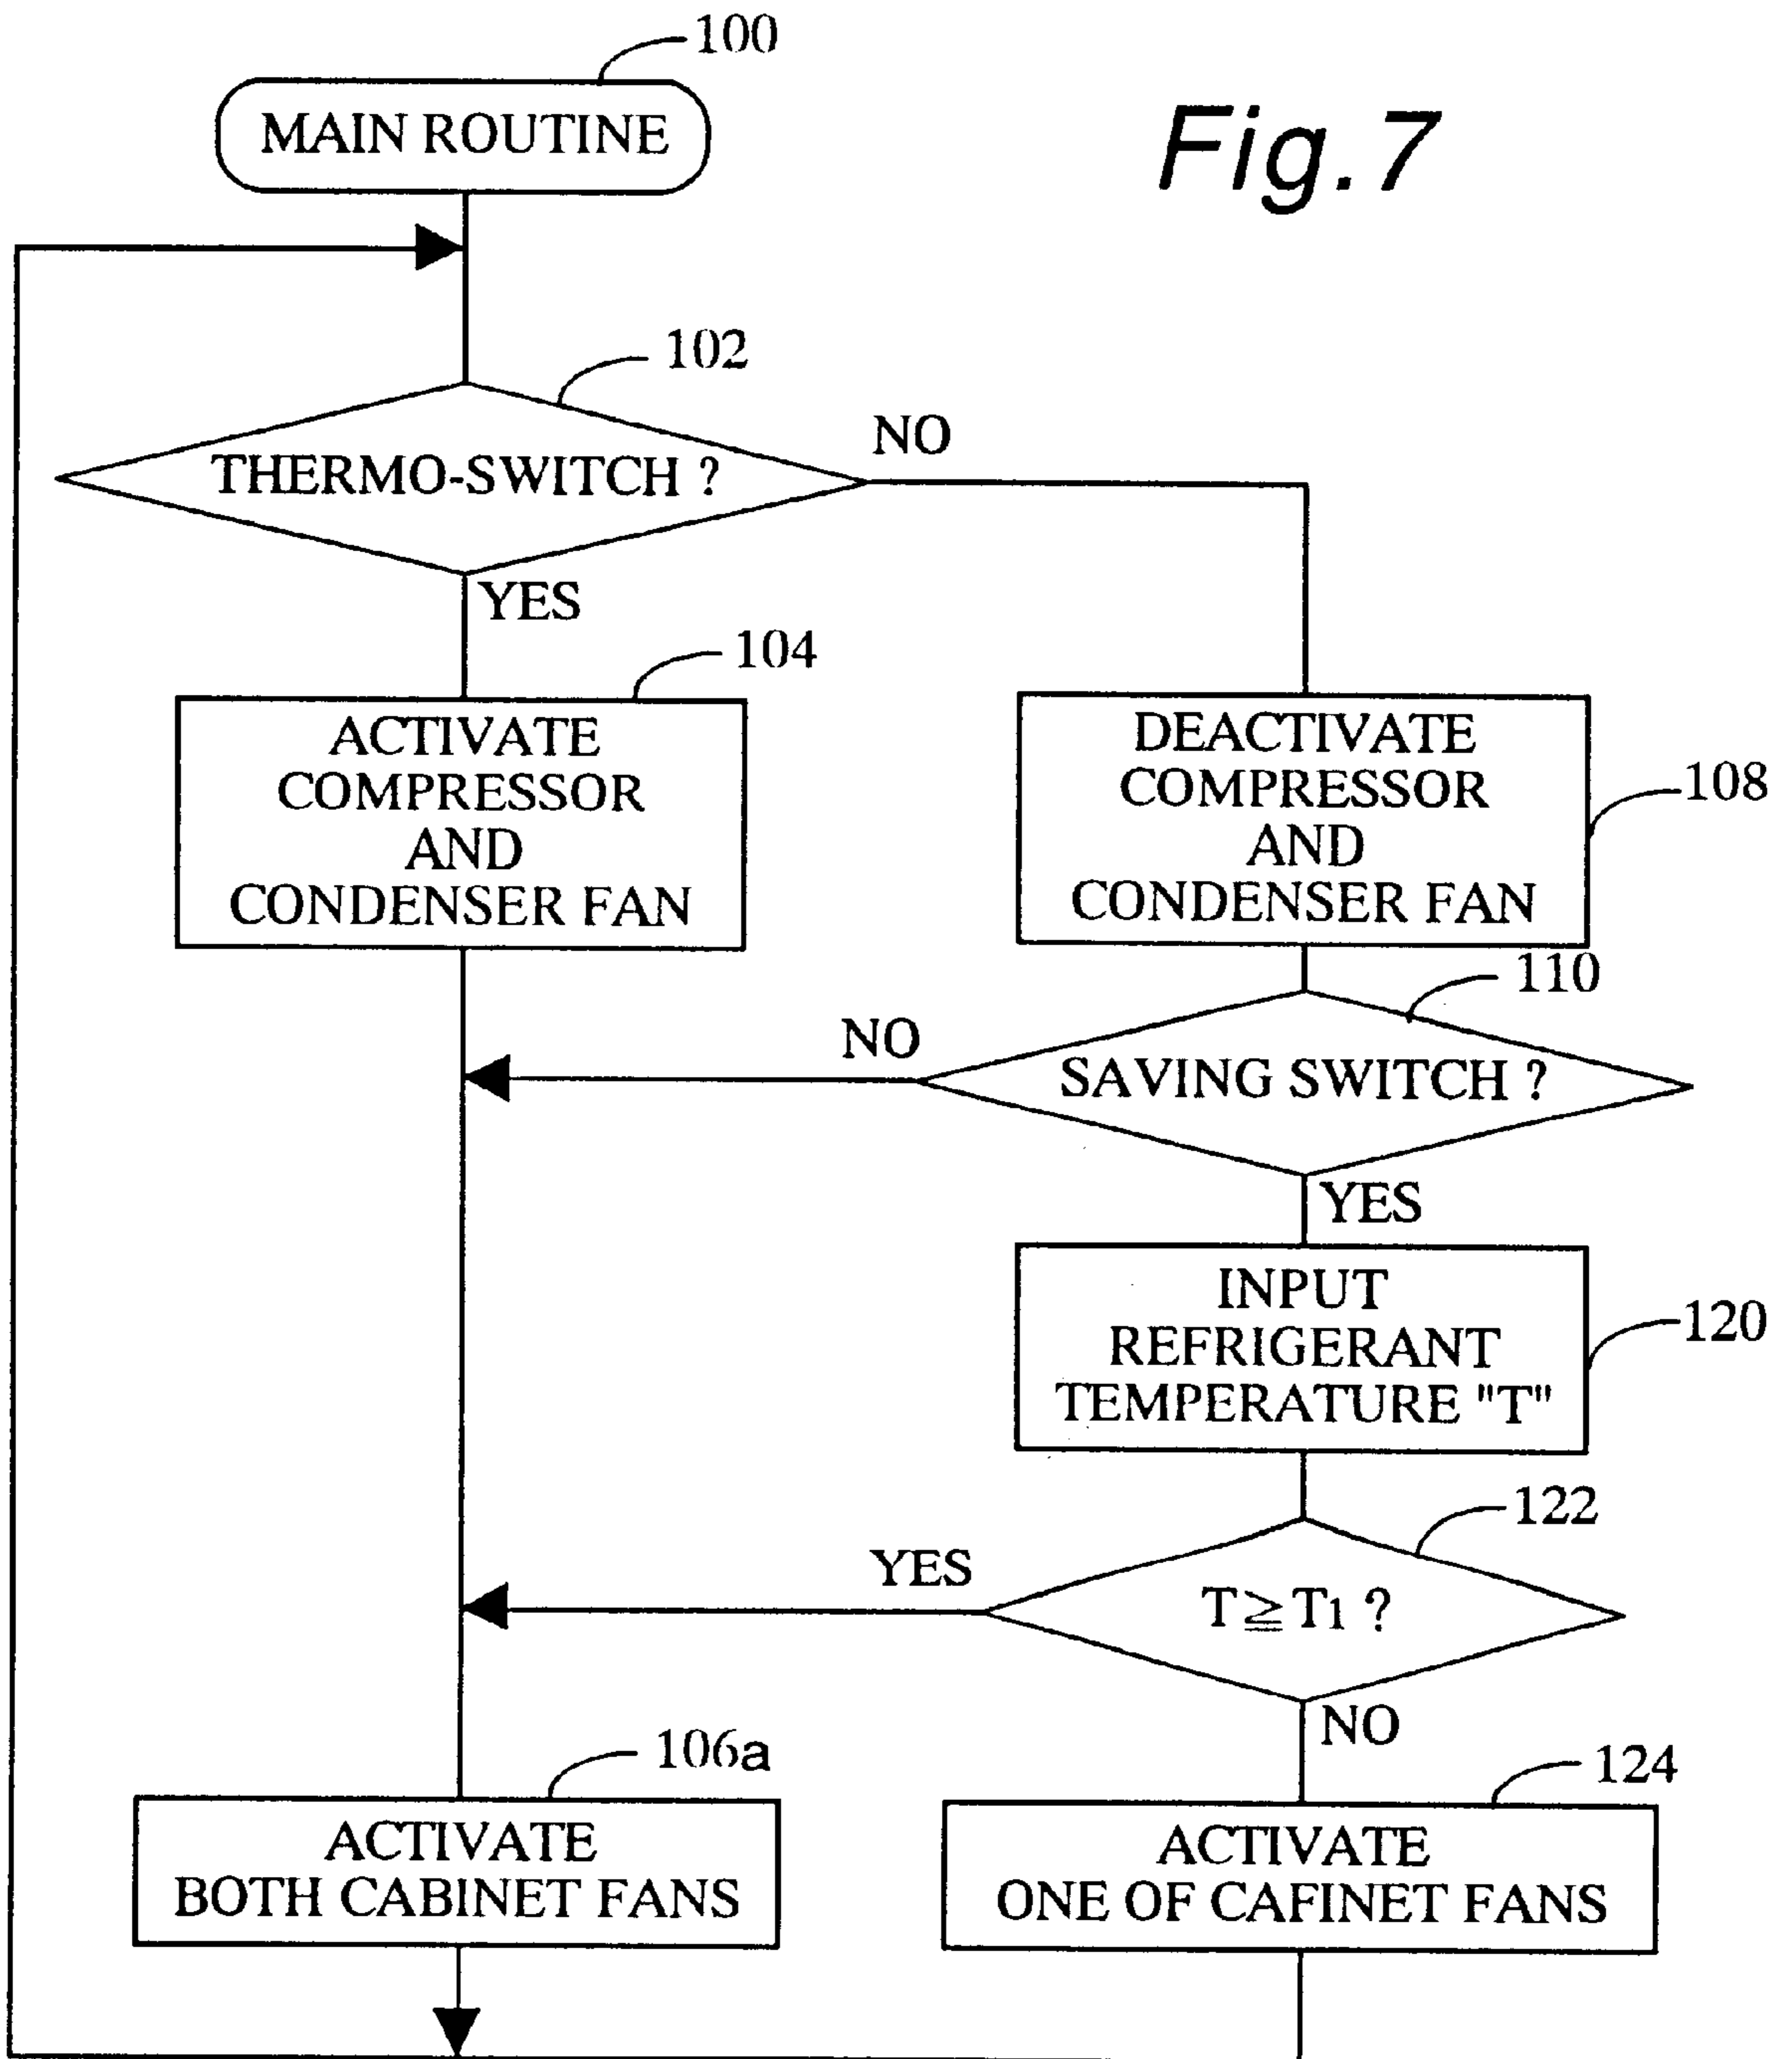 100
MAIN ROUTINE
Fig.7
102
THERMO-SWITCH ?
NO
YES
104
ACTIVATE
COMPRESSOR
AND
CONDENSER FAN
DEACTIVATE
COMPRESSOR
AND
CONDENSER FAN
108
110
NO
SAVING SWITCH ?
YES
INPUT
REFRIGERANT
TEMPERATURE "T"
120
122
YES
T≧T1 ?
NO
106a
ACTIVATE
BOTH CABINET FANS
124
ACTIVATE
ONE OF CAFINET FANS